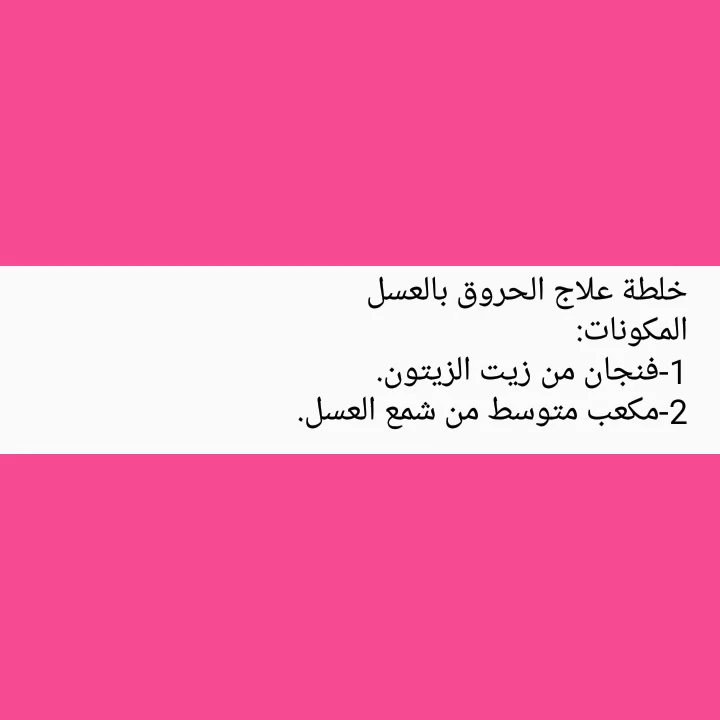 خلطة علاج الحروق بالعسل
المكونات:
1-فنجان من زيت الزيتون.
2-مكعب متوسط من شمع العسل.